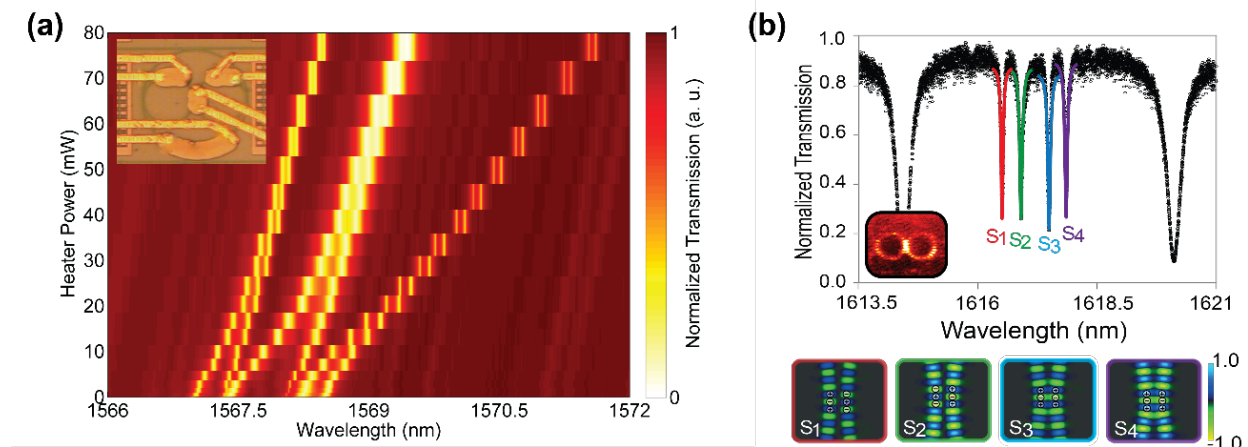 (a)
80
70
60
50
40
30
20
10
0
Heater Power (mW)
1566
1567.5
1569
1570.5
1572
Wavelength (nm)
1
0
Normalized Transmission (a. u.)
(b)
1.0
0.8
0.6
0.4
0.2
0.0
Normalized Transmission
S1
S2
S3
S4
1613.5
1616
1618.5
1621
Wavelength (nm)
S1
S2
S3
S4
1.0
-1.0